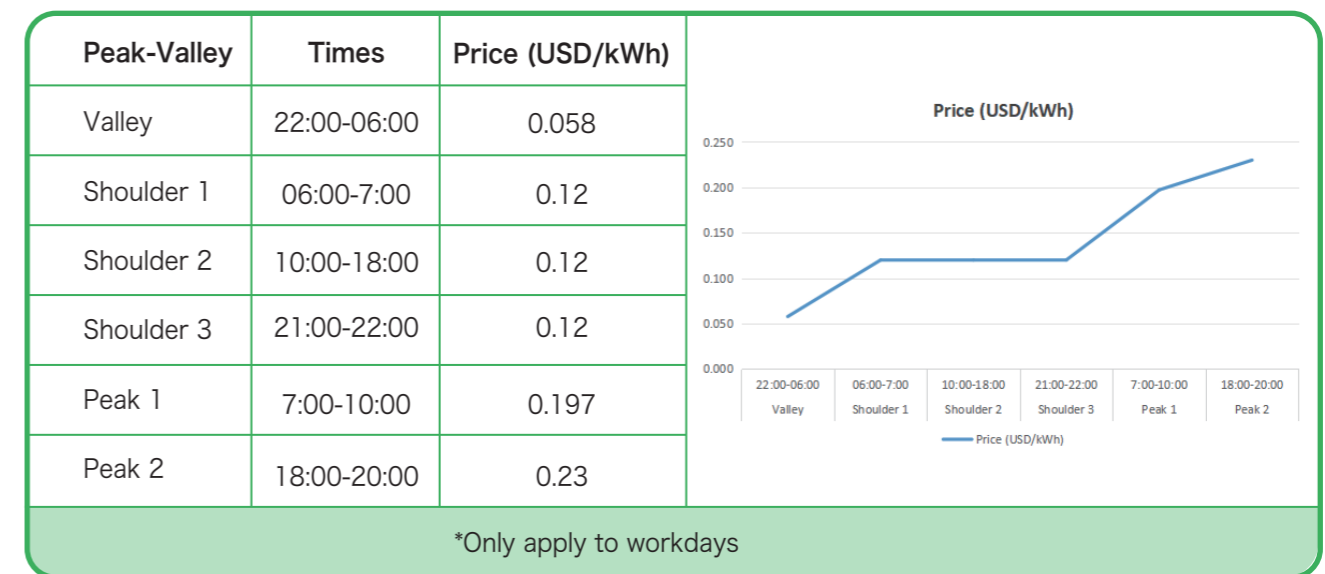 Peak-Valley Times Price (USD/kWh)
Valley 22:00-06:00 0.058
Shoulder 1 06:00-7:00 0.12
Shoulder 2 10:00-18:00 0.12
Shoulder 3 21:00-22:00 0.12
Peak 1 7:00-10:00 0.197
Peak 2 18:00-20:00 0.23
Price (USD/kWh)
0.250
0.200
0.150
0.100
0.050
0.000
22:00-06:00 06:00-7:00 10:00-18:00 21:00-22:00 7:00-10:00 18:00-20:00
Valley Shoulder 1 Shoulder 2 Shoulder 3 Peak 1 Peak 2
Price (USD/kWh)
*Only apply to workdays